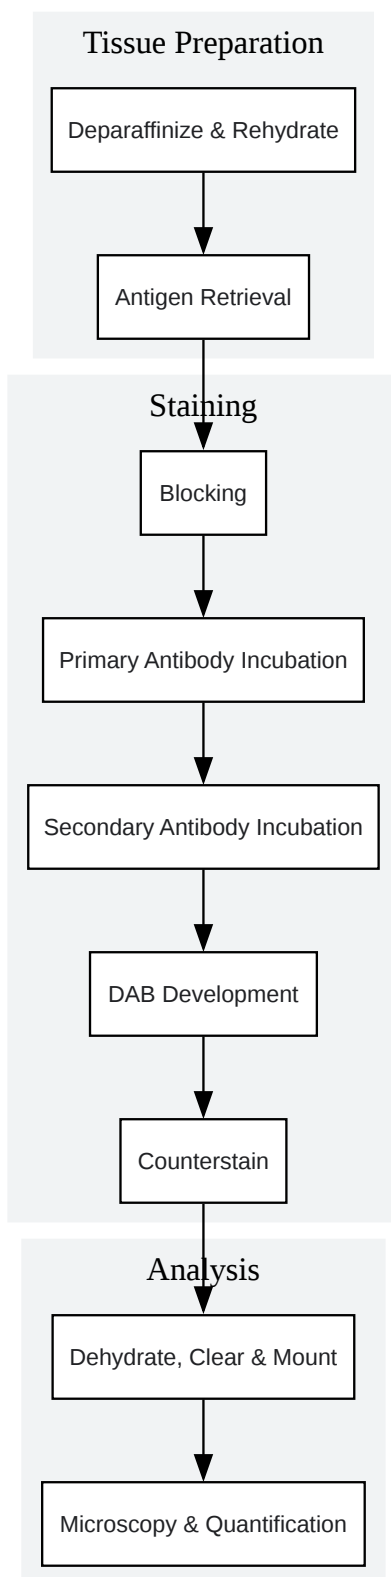 Tissue Preparation
Deparaffinize & Rehydrate
Antigen Retrieval
Staining
Blocking
Primary Antibody Incubation
Secondary Antibody Incubation
DAB Development
Counterstain
Analysis
Dehydrate, Clear & Mount
Microscopy & Quantification